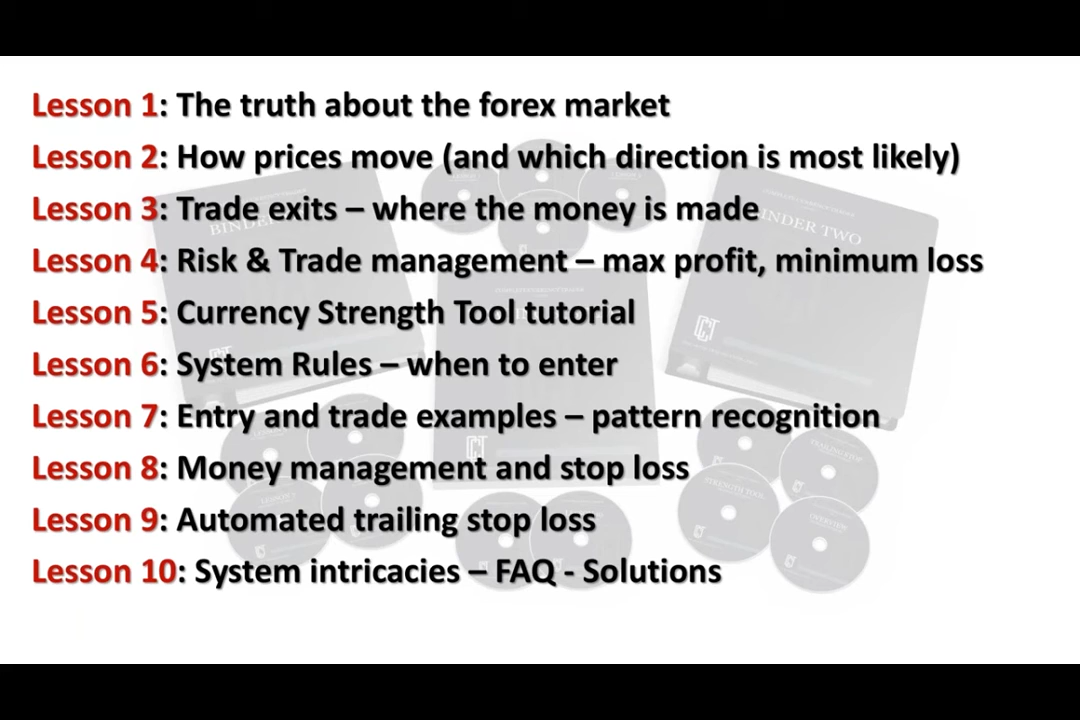 Lesson 1: The truth about the forex market
Lesson 2: How prices move (and which direction is most likely)
Lesson 3: Trade exits – where the money is made
Lesson 4: Risk & Trade management – max profit, minimum loss
Lesson 5: Currency Strength Tool tutorial
Lesson 6: System Rules – when to enter
Lesson 7: Entry and trade examples – pattern recognition
Lesson 8: Money management and stop loss
Lesson 9: Automated trailing stop loss
Lesson 10: System intricacies – FAQ - Solutions
BINDER TWO
STRENGTH TOOL